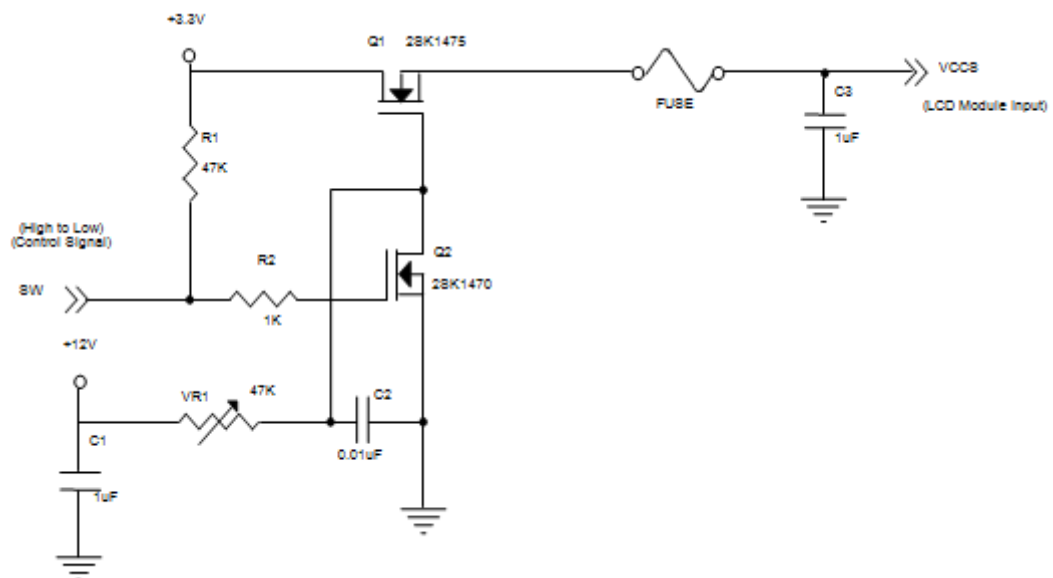 +3.3V
Q1 2SK1475
VCCS
FUSE
C3
(LCD Module Input)
R1
47K
1uF
(High to Low)
(Control Signal)
R2
Q2
SW
2SK1470
1K
+12V
VR1 47K C2
C1
0.01uF
1uF